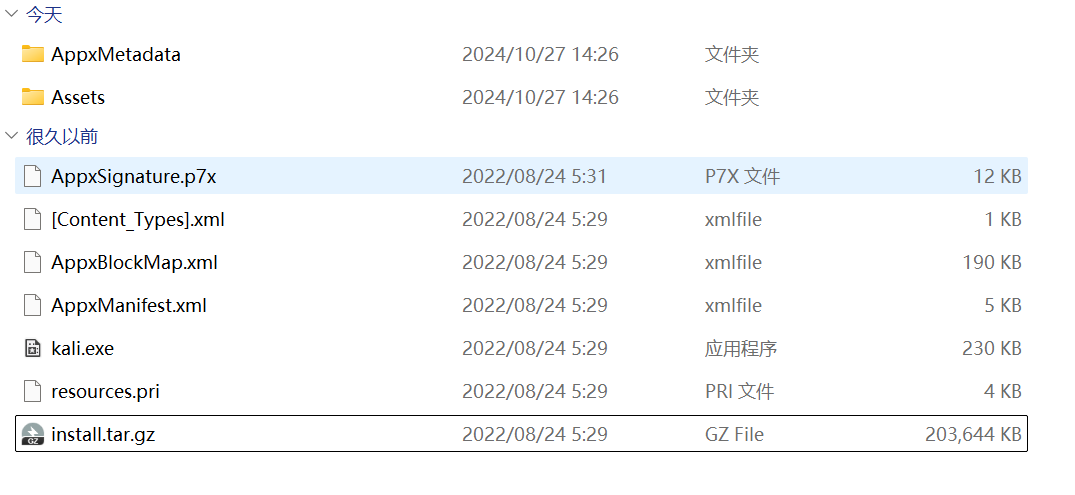 今天
AppxMetadata 2024/10/27 14:26 文件夹
Assets 2024/10/27 14:26 文件夹
很久以前
AppxSignature.p7x 2022/08/24 5:31 P7X 文件 12 KB
[Content_Types].xml 2022/08/24 5:29 xmlfile 1 KB
AppxBlockMap.xml 2022/08/24 5:29 xmlfile 190 KB
AppxManifest.xml 2022/08/24 5:29 xmlfile 5 KB
kali.exe 2022/08/24 5:29 应用程序 230 KB
resources.pri 2022/08/24 5:29 PRI 文件 4 KB
GZ install.tar.gz 2022/08/24 5:29 GZ File 203,644 KB